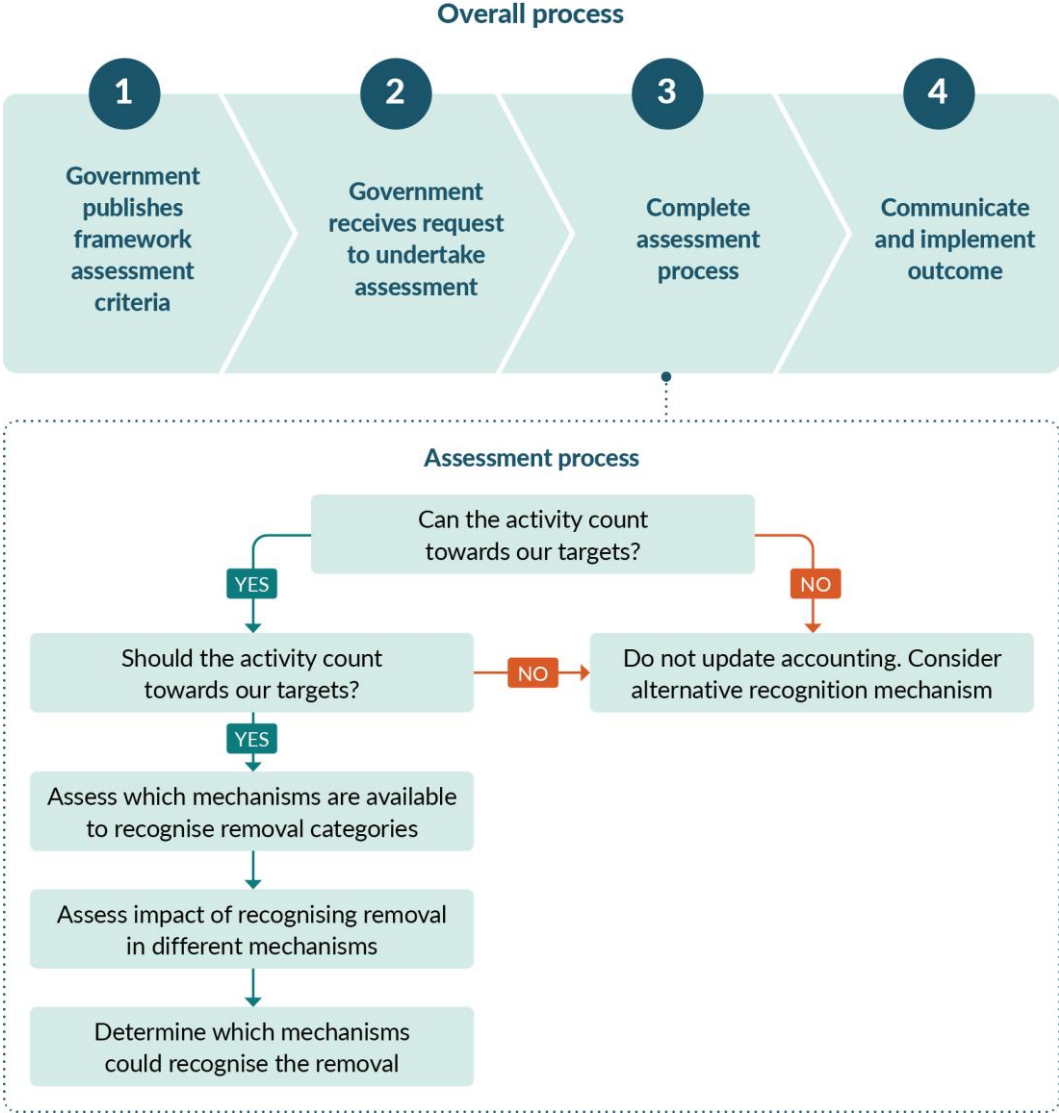 Overall process
1
Government
publishes
framework
assessment
criteria
2
Government
receives request
to undertake
assessment
3
Complete
assessment
process
4
Communicate
and implement
outcome
Assessment process
Can the activity count
towards our targets?
YES
NO
Should the activity count
towards our targets?
NO
Do not update accounting. Consider
alternative recognition mechanism
YES
Assess which mechanisms are available
to recognise removal categories
Assess impact of recognising removal
in different mechanisms
Determine which mechanisms
could recognise the removal